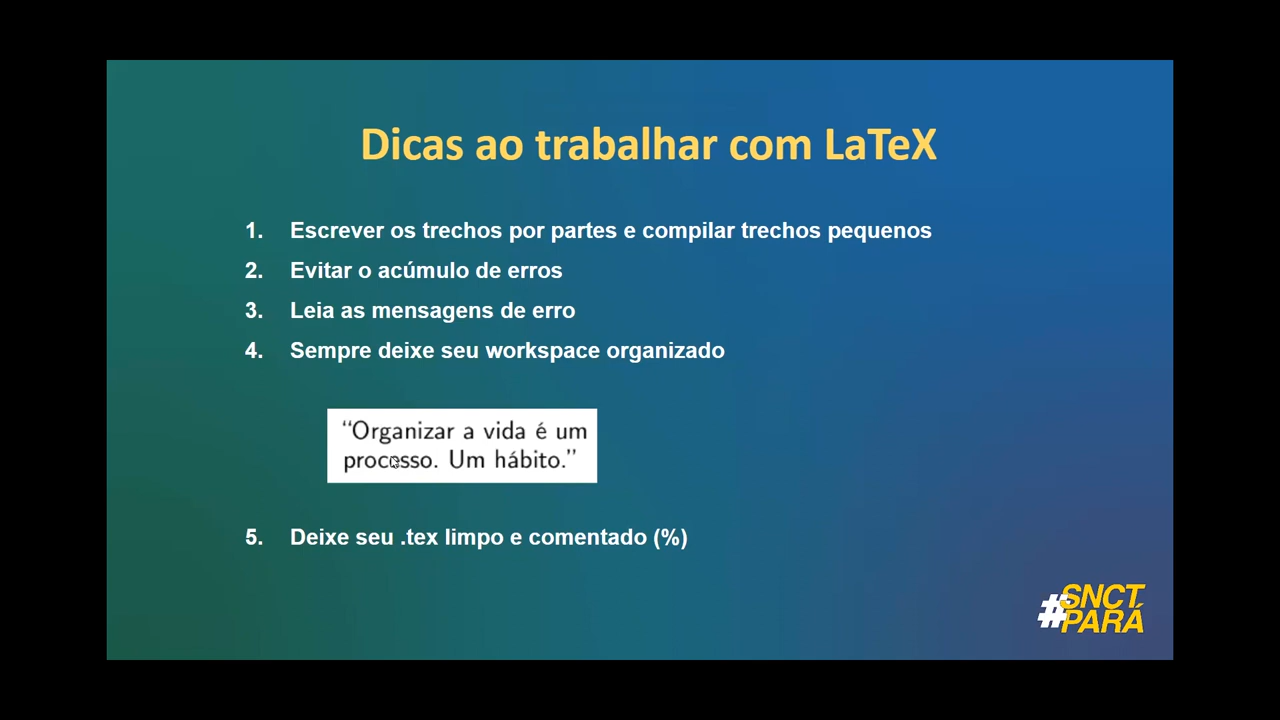 Dicas ao trabalhar com LaTeX
1. Escrever os trechos por partes e compilar trechos pequenos
2. Evitar o acúmulo de erros
3. Leia as mensagens de erro
4. Sempre deixe seu workspace organizado
“Organizar a vida é um
processo. Um hábito.”
5. Deixe seu .tex limpo e comentado (%)
#SNCT
PARÁ